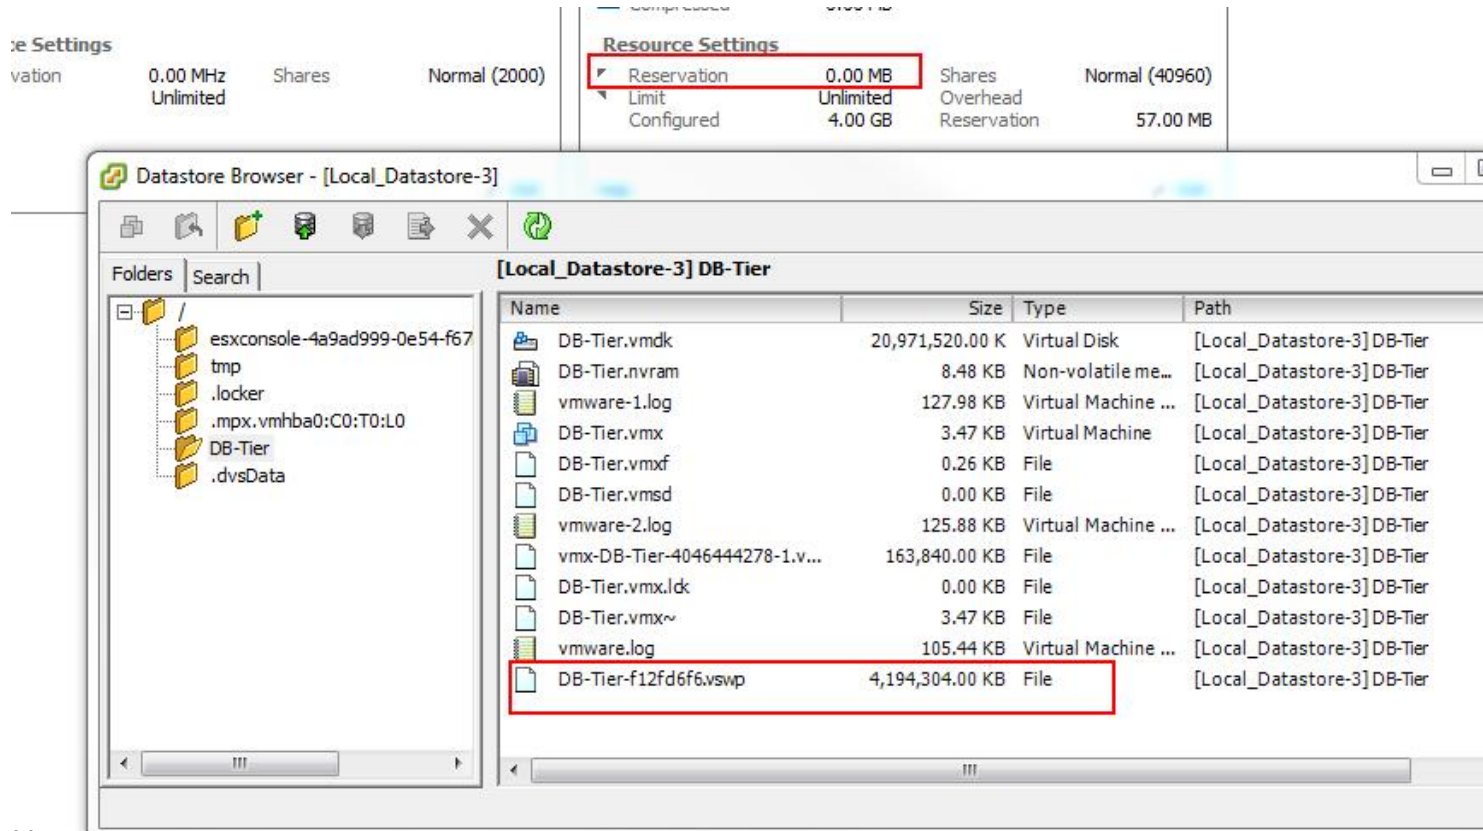 Resource Settings
ce Settings
vation 0.00 MHz Shares Normal (2000) Reservation 0.00 MB Shares Normal (40960)
Unlimited Limit Unlimited Overhead
Configured 4.00 GB Reservation 57.00 MB
Datastore Browser - [Local_Datastore-3]
Folders Search [Local_Datastore-3] DB-Tier
Name Size Type Path
/
esxconsole-4a9ad999-0e54-f67
tmp
.locker
.mpx.vmhba0:C0:T0:L0
DB-Tier
.dvsData
DB-Tier.vmdk 20,971,520.00 K Virtual Disk [Local_Datastore-3] DB-Tier
DB-Tier.nvram 8.48 KB Non-volatile me... [Local_Datastore-3] DB-Tier
vmware-1.log 127.98 KB Virtual Machine ... [Local_Datastore-3] DB-Tier
DB-Tier.vmx 3.47 KB Virtual Machine [Local_Datastore-3] DB-Tier
DB-Tier.vmxf 0.26 KB File [Local_Datastore-3] DB-Tier
DB-Tier.vmsd 0.00 KB File [Local_Datastore-3] DB-Tier
vmware-2.log 125.88 KB Virtual Machine ... [Local_Datastore-3] DB-Tier
vmx-DB-Tier-4046444278-1.v... 163,840.00 KB File [Local_Datastore-3] DB-Tier
DB-Tier.vmx.lck 0.00 KB File [Local_Datastore-3] DB-Tier
DB-Tier.vmx~ 3.47 KB File [Local_Datastore-3] DB-Tier
vmware.log 105.44 KB Virtual Machine ... [Local_Datastore-3] DB-Tier
DB-Tier-f12fd6f6.vswp 4,194,304.00 KB File [Local_Datastore-3] DB-Tier